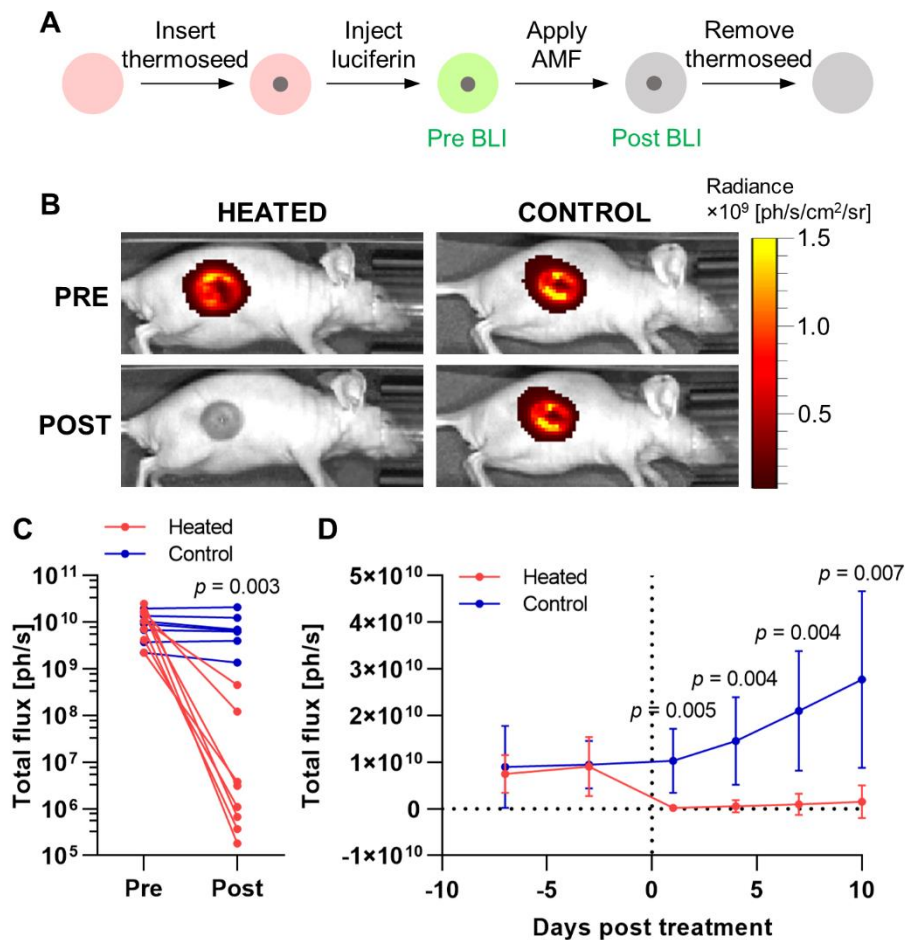 A
Insert
thermoseed
Inject
luciferin
Apply
AMF
Remove
thermoseed
Pre BLI
Post BLI
B
HEATED
CONTROL
Radiance
×10⁹ [ph/s/cm²/sr]
PRE
POST
1.5
1.0
0.5
C
Heated
Control
p = 0.003
Total flux [ph/s]
10¹¹
10¹⁰
10⁹
10⁸
10⁷
10⁶
10⁵
Pre
Post
D
Heated
Control
p = 0.005
p = 0.004
p = 0.004
p = 0.007
Total flux [ph/s]
5×10¹⁰
4×10¹⁰
3×10¹⁰
2×10¹⁰
1×10¹⁰
0
-1×10¹⁰
-10
-5
0
5
10
Days post treatment